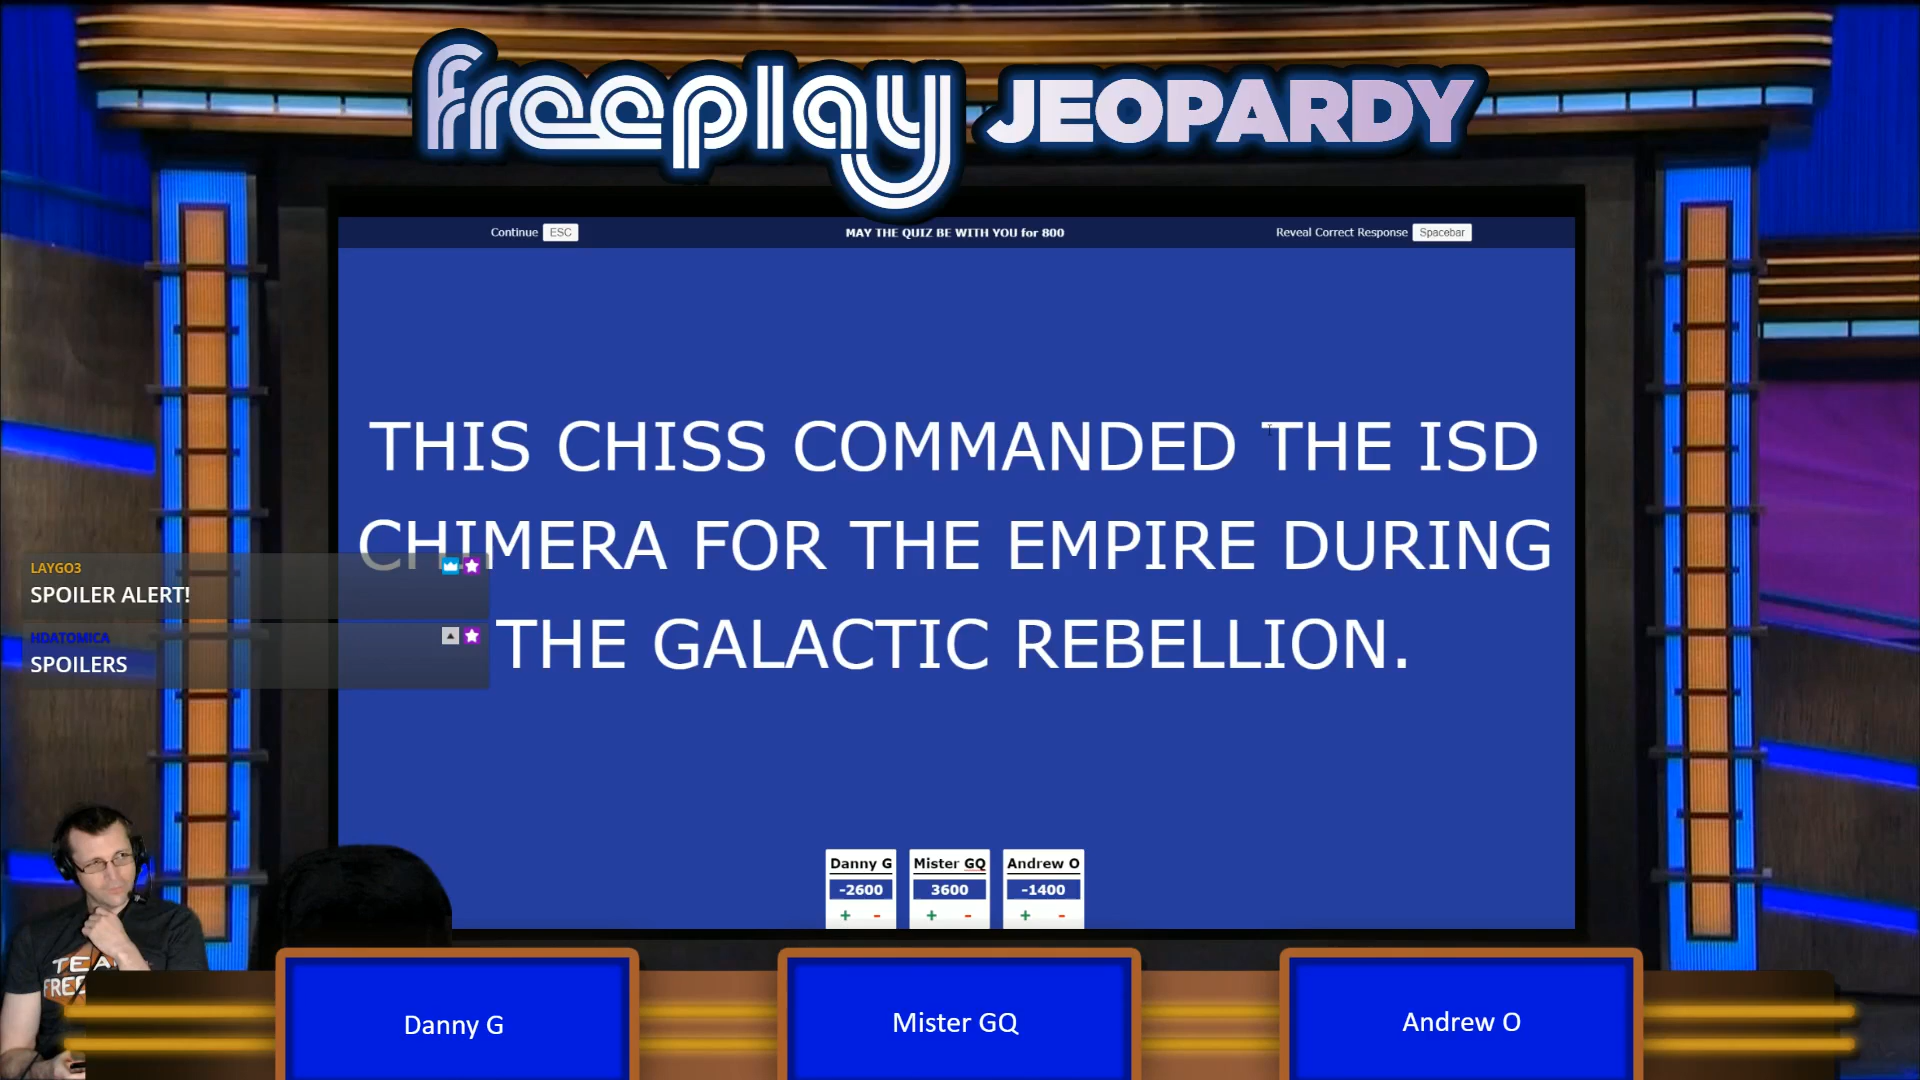 freeplay JEOPARDY
Continue ESC
MAY THE QUIZ BE WITH YOU for 800
Reveal Correct Response Spacebar
THIS CHISS COMMANDED THE ISD
CHIMERA FOR THE EMPIRE DURING
THE GALACTIC REBELLION.
LAYGO3
SPOILER ALERT!
HDATOMICA
SPOILERS
Danny G
-2600
+ -
Mister GQ
3600
+ -
Andrew O
-1400
+ -
Danny G
Mister GQ
Andrew O